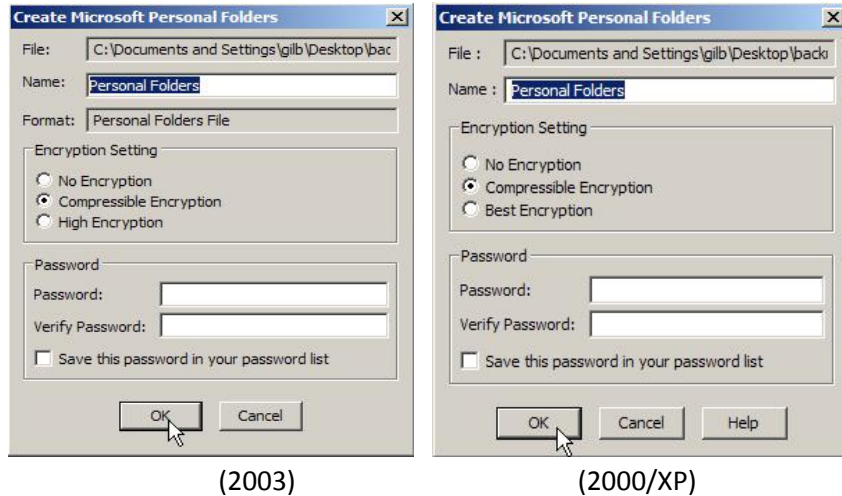 Create Microsoft Personal Folders
File: C:\Documents and Settings\gilb\Desktop\bac
Name: Personal Folders
Format: Personal Folders File
Encryption Setting
No Encryption
Compressible Encryption
High Encryption
Password
Password:
Verify Password:
Save this password in your password list
OK Cancel
(2003)
Create Microsoft Personal Folders
File : C:\Documents and Settings\gilb\Desktop\back
Name : Personal Folders
Encryption Setting
No Encryption
Compressible Encryption
Best Encryption
Password
Password:
Verify Password:
Save this password in your password list
OK Cancel Help
(2000/XP)